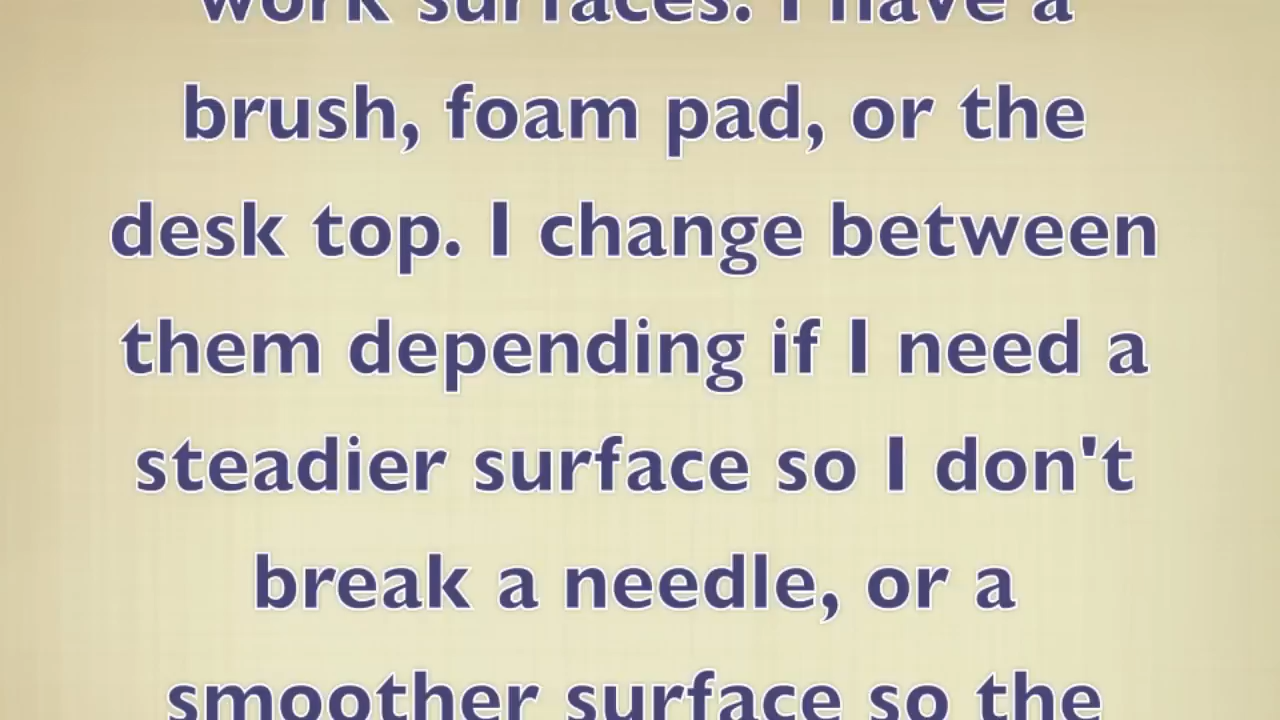 work surfaces. I have a
brush, foam pad, or the
desk top. I change between
them depending if I need a
steadier surface so I don't
break a needle, or a
smoother surface so the